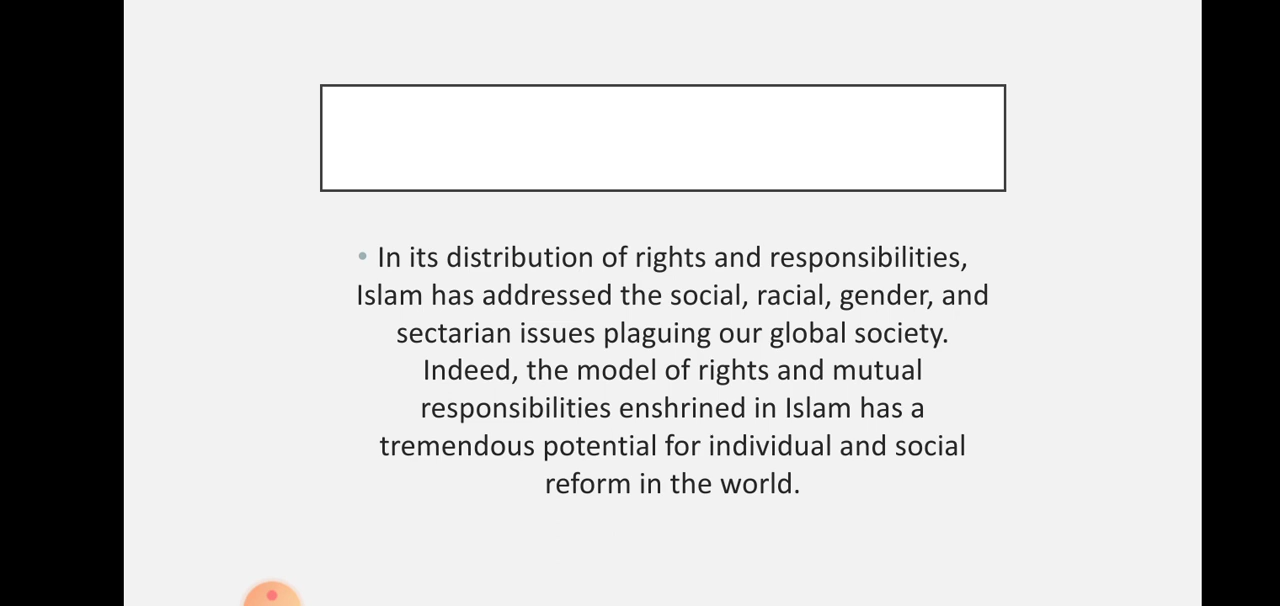 • In its distribution of rights and responsibilities,
Islam has addressed the social, racial, gender, and
sectarian issues plaguing our global society.
Indeed, the model of rights and mutual
responsibilities enshrined in Islam has a
tremendous potential for individual and social
reform in the world.